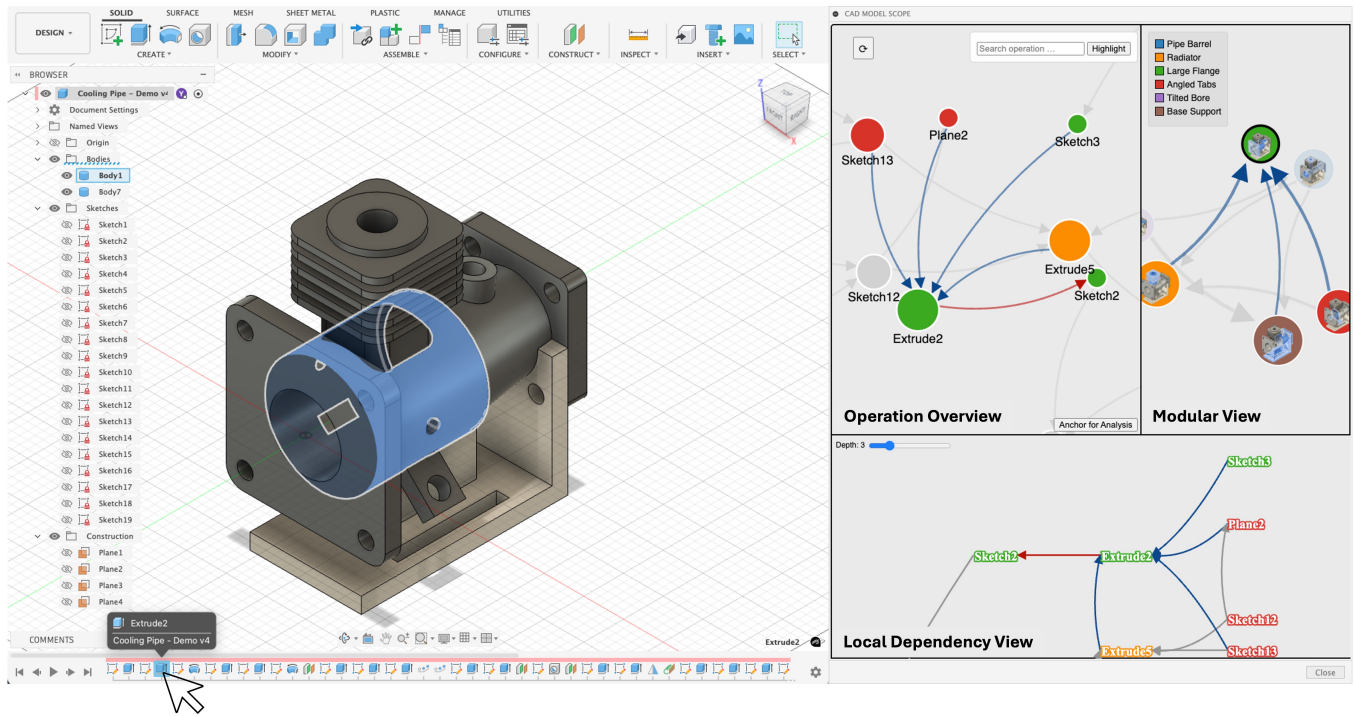 SOLID SURFACE MESH SHEET METAL PLASTIC MANAGE UTILITIES
DESIGN
CREATE MODIFY ASSEMBLE CONFIGURE CONSTRUCT INSPECT INSERT SELECT
BROWSER
Cooling Pipe - Demo v4
Document Settings
Named Views
Origin
Bodies
Body1
Body7
Sketches
Sketch1
Sketch2
Sketch3
Sketch4
Sketch5
Sketch6
Sketch7
Sketch8
Sketch9
Sketch10
Sketch11
Sketch12
Sketch13
Sketch14
Sketch15
Sketch16
Sketch17
Sketch18
Sketch19
Construction
Plane1
Plane2
Plane3
Plane4
Extrude2
Cooling Pipe - Demo v4
COMMENTS
Extrude2
Z
TOP
FRONT
RIGHT
X
CAD MODEL SCOPE
Search operation ... Highlight
Plane2
Sketch3
Sketch13
Extrude5
Sketch12
Sketch2
Extrude2
Operation Overview
Anchor for Analysis
Pipe Barrel
Radiator
Large Flange
Angled Tabs
Tilted Bore
Base Support
Modular View
Depth: 3
Sketch3
Plane2
Sketch2
Extrude2
Sketch12
Extrude5
Sketch13
Local Dependency View
Close